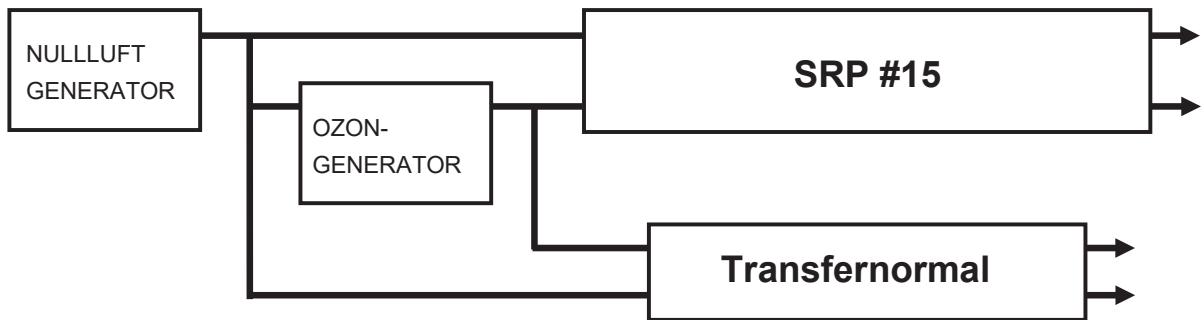 NULLLUFT
GENERATOR
SRP #15
OZON-
GENERATOR
Transfernormal